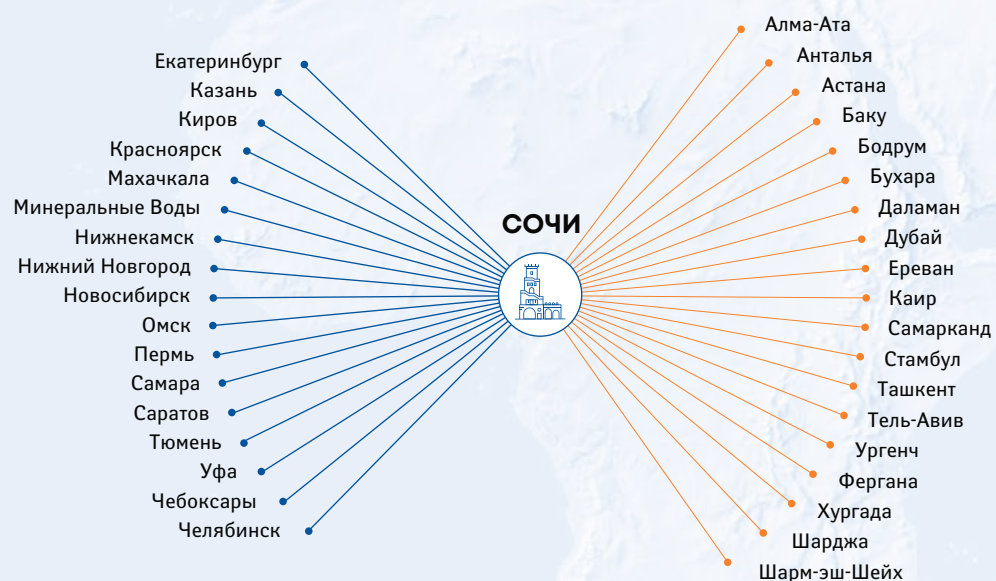 Екатеринбург
Казань
Киров
Красноярск
Махачкала
Минеральные Воды
Нижнекамск
Нижний Новгород
Новосибирск
Омск
Пермь
Самара
Саратов
Тюмень
Уфа
Чебоксары
Челябинск
СОЧИ
Алма-Ата
Анталья
Астана
Баку
Бодрум
Бухара
Даламан
Дубай
Ереван
Каир
Самарканд
Стамбул
Ташкент
Тель-Авив
Ургенч
Фергана
Хургада
Шарджа
Шарм-эш-Шейх